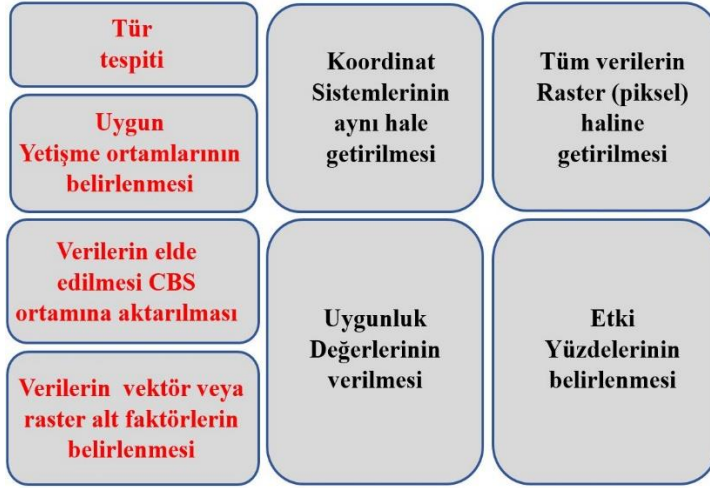 Tür
tespiti
Uygun
Yetişme ortamlarının
belirlenmesi
Verilerin elde
edilmesi CBS
ortamına aktarılması
Verilerin vektör veya
raster alt faktörlerin
belirlenmesi
Koordinat
Sistemlerinin
aynı hale
getirilmesi
Uygunluk
Değerlerinin
verilmesi
Tüm verilerin
Raster (piksel)
haline
getirilmesi
Etki
Yüzdelerinin
belirlenmesi